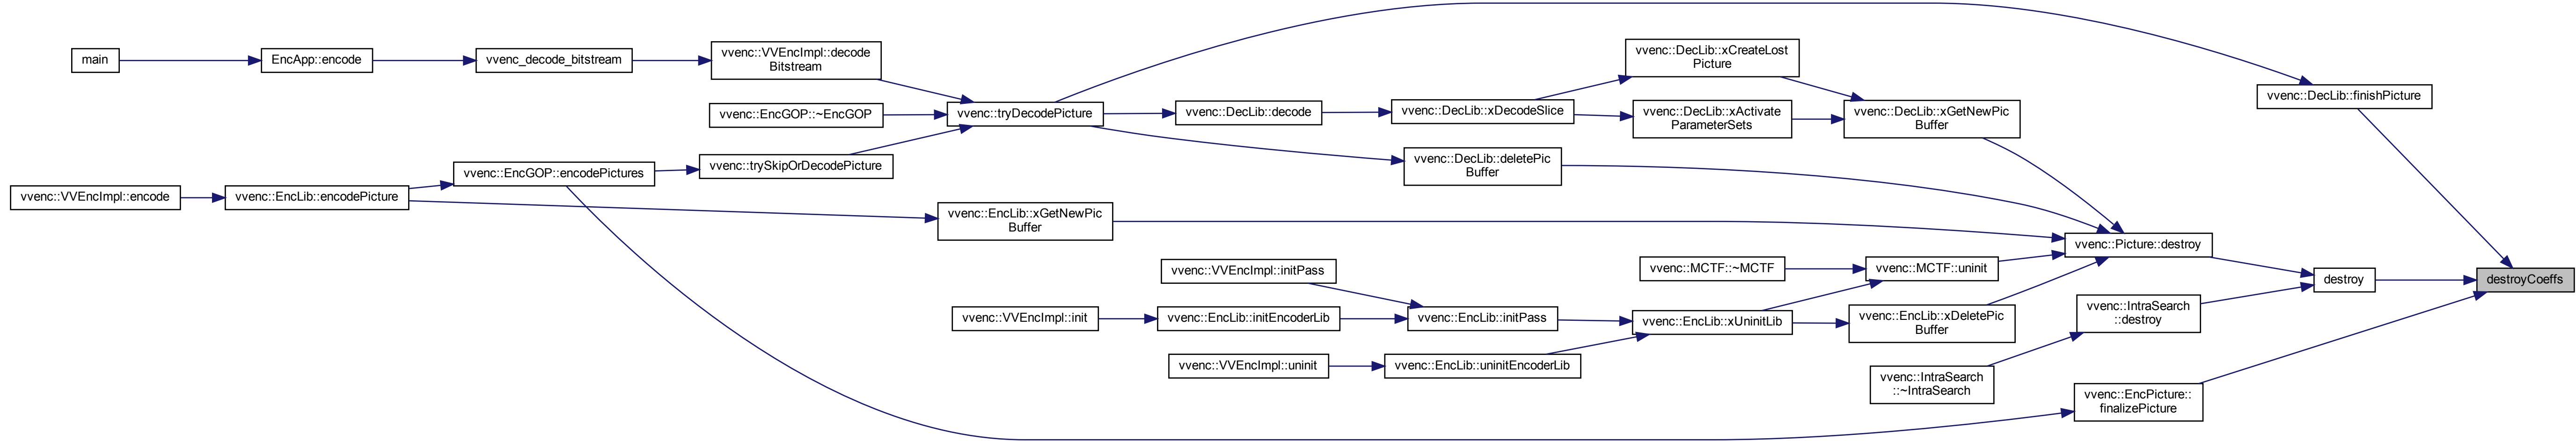 main
EncApp::encode
vvenc_decode_bitstream
vvenc::VVEncImpl::decode
Bitstream
vvenc::EncGOP::~EncGOP
vvenc::tryDecodePicture
vvenc::trySkipOrDecodePicture
vvenc::EncGOP::encodePictures
vvenc::EncLib::encodePicture
vvenc::VVEncImpl::encode
vvenc::DecLib::decode
vvenc::DecLib::xDecodeSlice
vvenc::DecLib::xCreateLost
Picture
vvenc::DecLib::xActivate
ParameterSets
vvenc::DecLib::xGetNewPic
Buffer
vvenc::DecLib::finishPicture
vvenc::DecLib::deletePic
Buffer
vvenc::EncLib::xGetNewPic
Buffer
vvenc::Picture::destroy
vvenc::MCTF::~MCTF
vvenc::MCTF::uninit
vvenc::VVEncImpl::initPass
vvenc::VVEncImpl::init
vvenc::EncLib::initEncoderLib
vvenc::EncLib::initPass
vvenc::EncLib::xUninitLib
vvenc::EncLib::xDeletePic
Buffer
vvenc::VVEncImpl::uninit
vvenc::EncLib::uninitEncoderLib
destroy
destroyCoeffs
vvenc::IntraSearch
::destroy
vvenc::IntraSearch
::~IntraSearch
vvenc::EncPicture::
finalizePicture